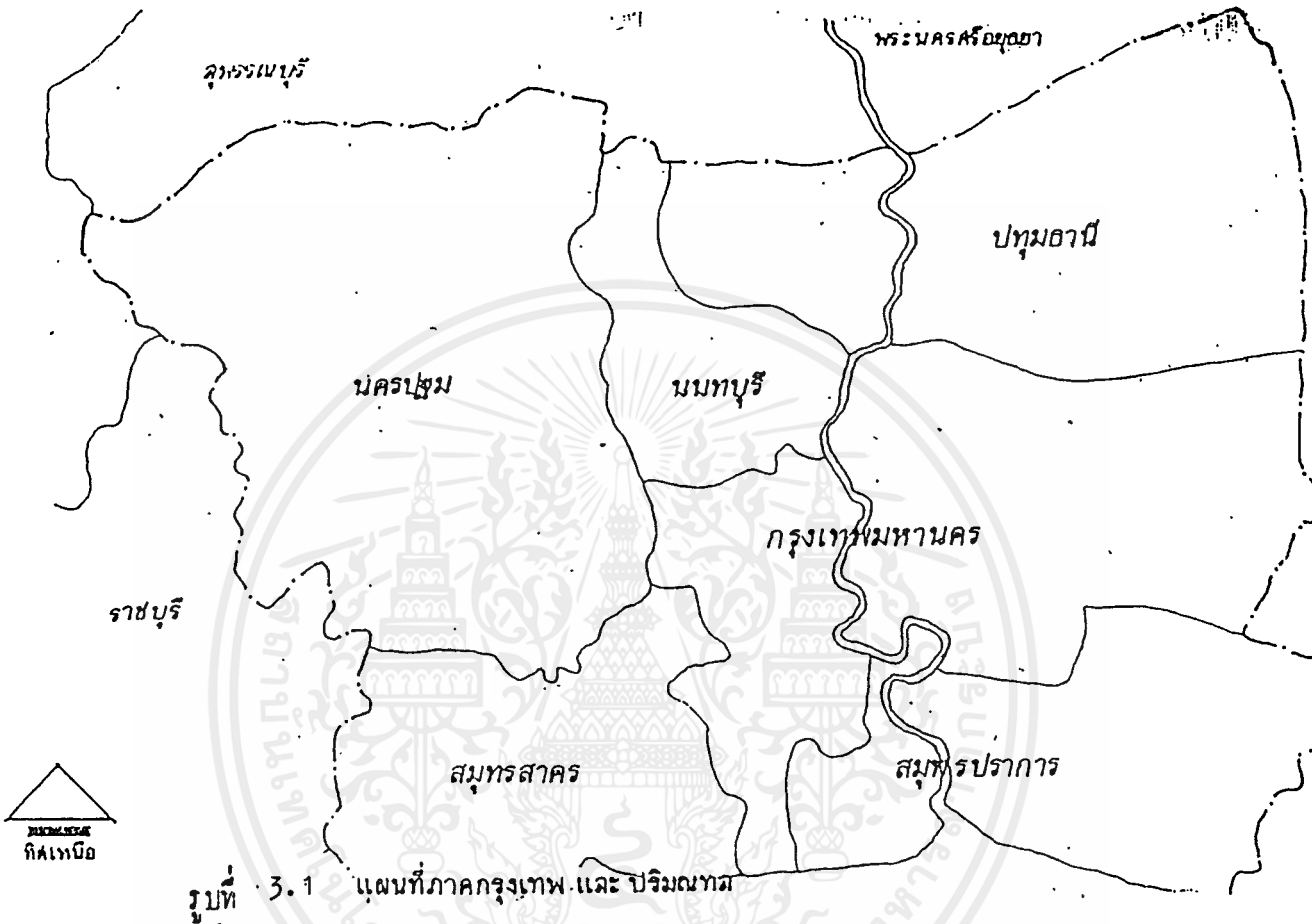 พระนครศรีอยุธยา
สุพรรณบุรี
ปทุมธานี
นครปฐม
นนทบุรี
กรุงเทพมหานคร
ราชบุรี
สมุทรสาคร
สมุทรปราการ
ทิศเหนือ
รูปที่ 3.1 แผนที่ภาคกรุงเทพ และ ปริมณฑล